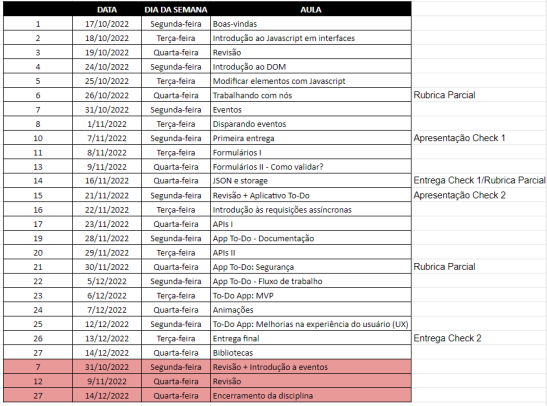 DATA DIA DA SEMANA AULA
1 17/10/2022 Segunda-feira Boas-vindas
2 18/10/2022 Terça-feira Introdução ao Javascript em interfaces
3 19/10/2022 Quarta-feira Revisão
4 24/10/2022 Segunda-feira Introdução ao DOM
5 25/10/2022 Terça-feira Modificar elementos com Javascript
6 26/10/2022 Quarta-feira Trabalhando com nós Rubrica Parcial
7 31/10/2022 Segunda-feira Eventos
8 1/11/2022 Terça-feira Disparando eventos
10 7/11/2022 Segunda-feira Primeira entrega Apresentação Check 1
11 8/11/2022 Terça-feira Formulários I
13 9/11/2022 Quarta-feira Formulários II - Como validar?
14 16/11/2022 Quarta-feira JSON e storage Entrega Check 1/Rubrica Parcial
15 21/11/2022 Segunda-feira Revisão + Aplicativo To-Do Apresentação Check 2
16 22/11/2022 Terça-feira Introdução às requisições assíncronas
17 23/11/2022 Quarta-feira APIs I
19 28/11/2022 Segunda-feira App To-Do - Documentação
20 29/11/2022 Terça-feira APIs II
21 30/11/2022 Quarta-feira App To-Do: Segurança Rubrica Parcial
22 5/12/2022 Segunda-feira App To-Do - Fluxo de trabalho
23 6/12/2022 Terça-feira To-Do App: MVP
24 7/12/2022 Quarta-feira Animações
25 12/12/2022 Segunda-feira To-Do App: Melhorias na experiência do usuário (UX)
26 13/12/2022 Terça-feira Entrega final Entrega Check 2
27 14/12/2022 Quarta-feira Bibliotecas
7 31/10/2022 Segunda-feira Revisão + Introdução a eventos
12 9/11/2022 Quarta-feira Revisão
27 14/12/2022 Quarta-feira Encerramento da disciplina